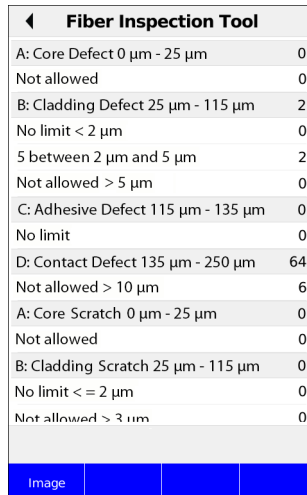 Fiber Inspection Tool
A: Core Defect 0 µm - 25 µm 0
Not allowed 0
B: Cladding Defect 25 µm - 115 µm 2
No limit < 2 µm 0
5 between 2 µm and 5 µm 2
Not allowed > 5 µm 0
C: Adhesive Defect 115 µm - 135 µm 0
No limit 0
D: Contact Defect 135 µm - 250 µm 64
Not allowed > 10 µm 6
A: Core Scratch 0 µm - 25 µm 0
Not allowed 0
B: Cladding Scratch 25 µm - 115 µm 0
No limit < = 2 µm 0
Not allowed > 3 µm 0
Image